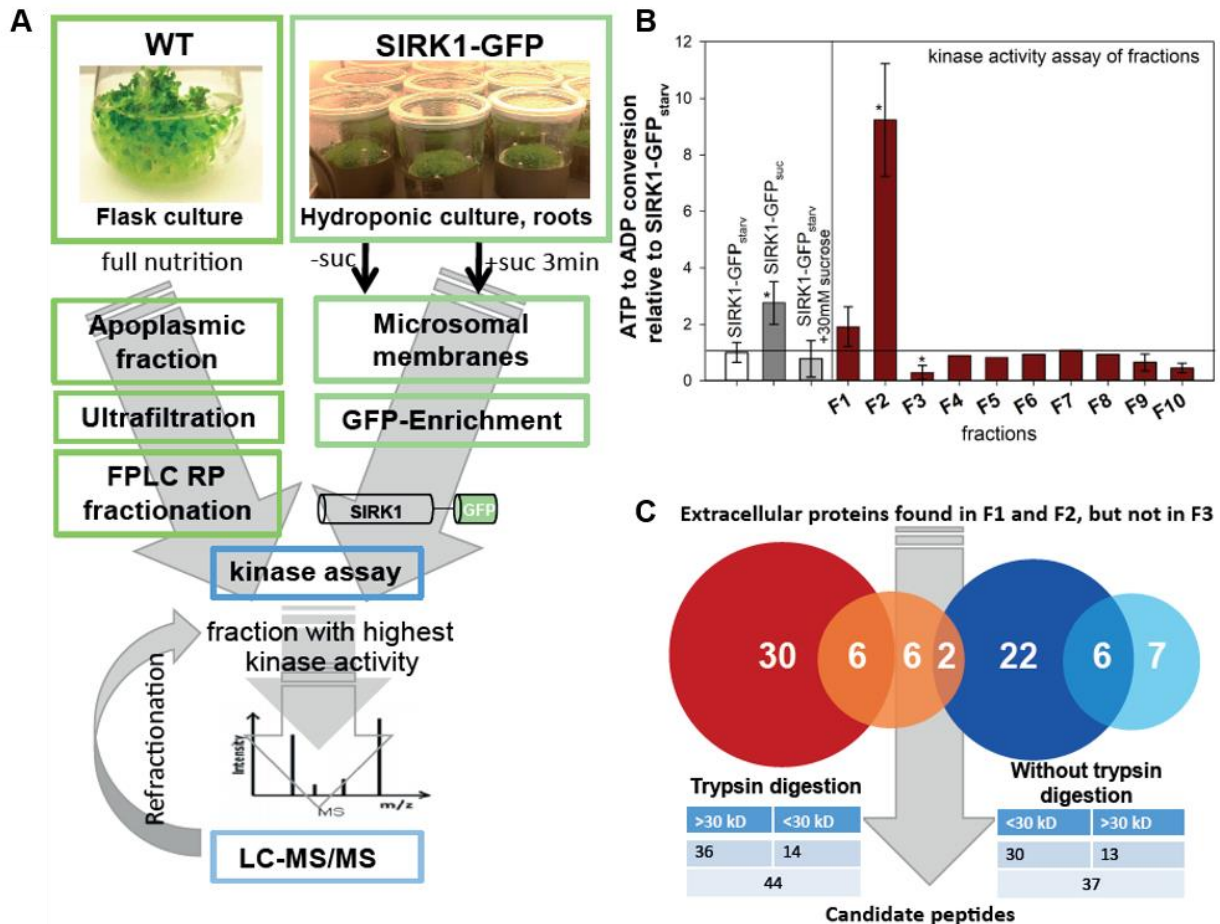 A
WT
Flask culture
full nutrition
SIRK1-GFP
Hydroponic culture, roots
-suc
+suc 3min
Apoplasmic
fraction
Ultrafiltration
FPLC RP
fractionation
Microsomal
membranes
GFP-Enrichment
SIRK1
GFP
kinase assay
fraction with highest
kinase activity
Refractionation
Intensity
m/z
MS
LC-MS/MS
B
ATP to ADP conversion
relative to SIRK1-GFPstarv
12
10
8
6
4
2
0
kinase activity assay of fractions
SIRK1-GFPstarv
* SIRK1-GFPsuc
SIRK1-GFPstarv
+30mM sucrose
*
*
F1 F2 F3 F4 F5 F6 F7 F8 F9 F10
fractions
C
Extracellular proteins found in F1 and F2, but not in F3
30 6 6 2 22 6 7
Trypsin digestion
>30 kD <30 kD
36 14
44
Without trypsin
digestion
<30 kD >30 kD
30 13
37
Candidate peptides